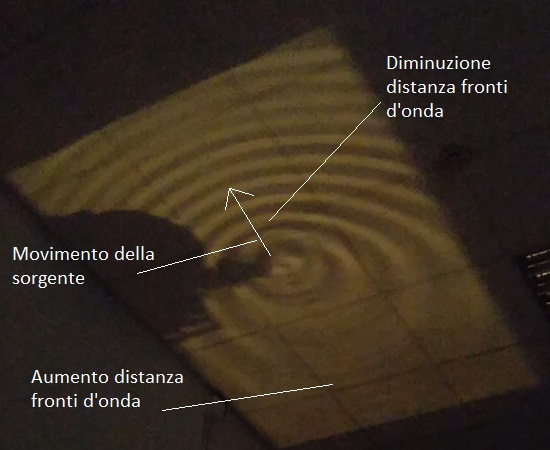 Diminuzione
distanza fronti
d'onda
Movimento della
sorgente
Aumento distanza
fronti d'onda